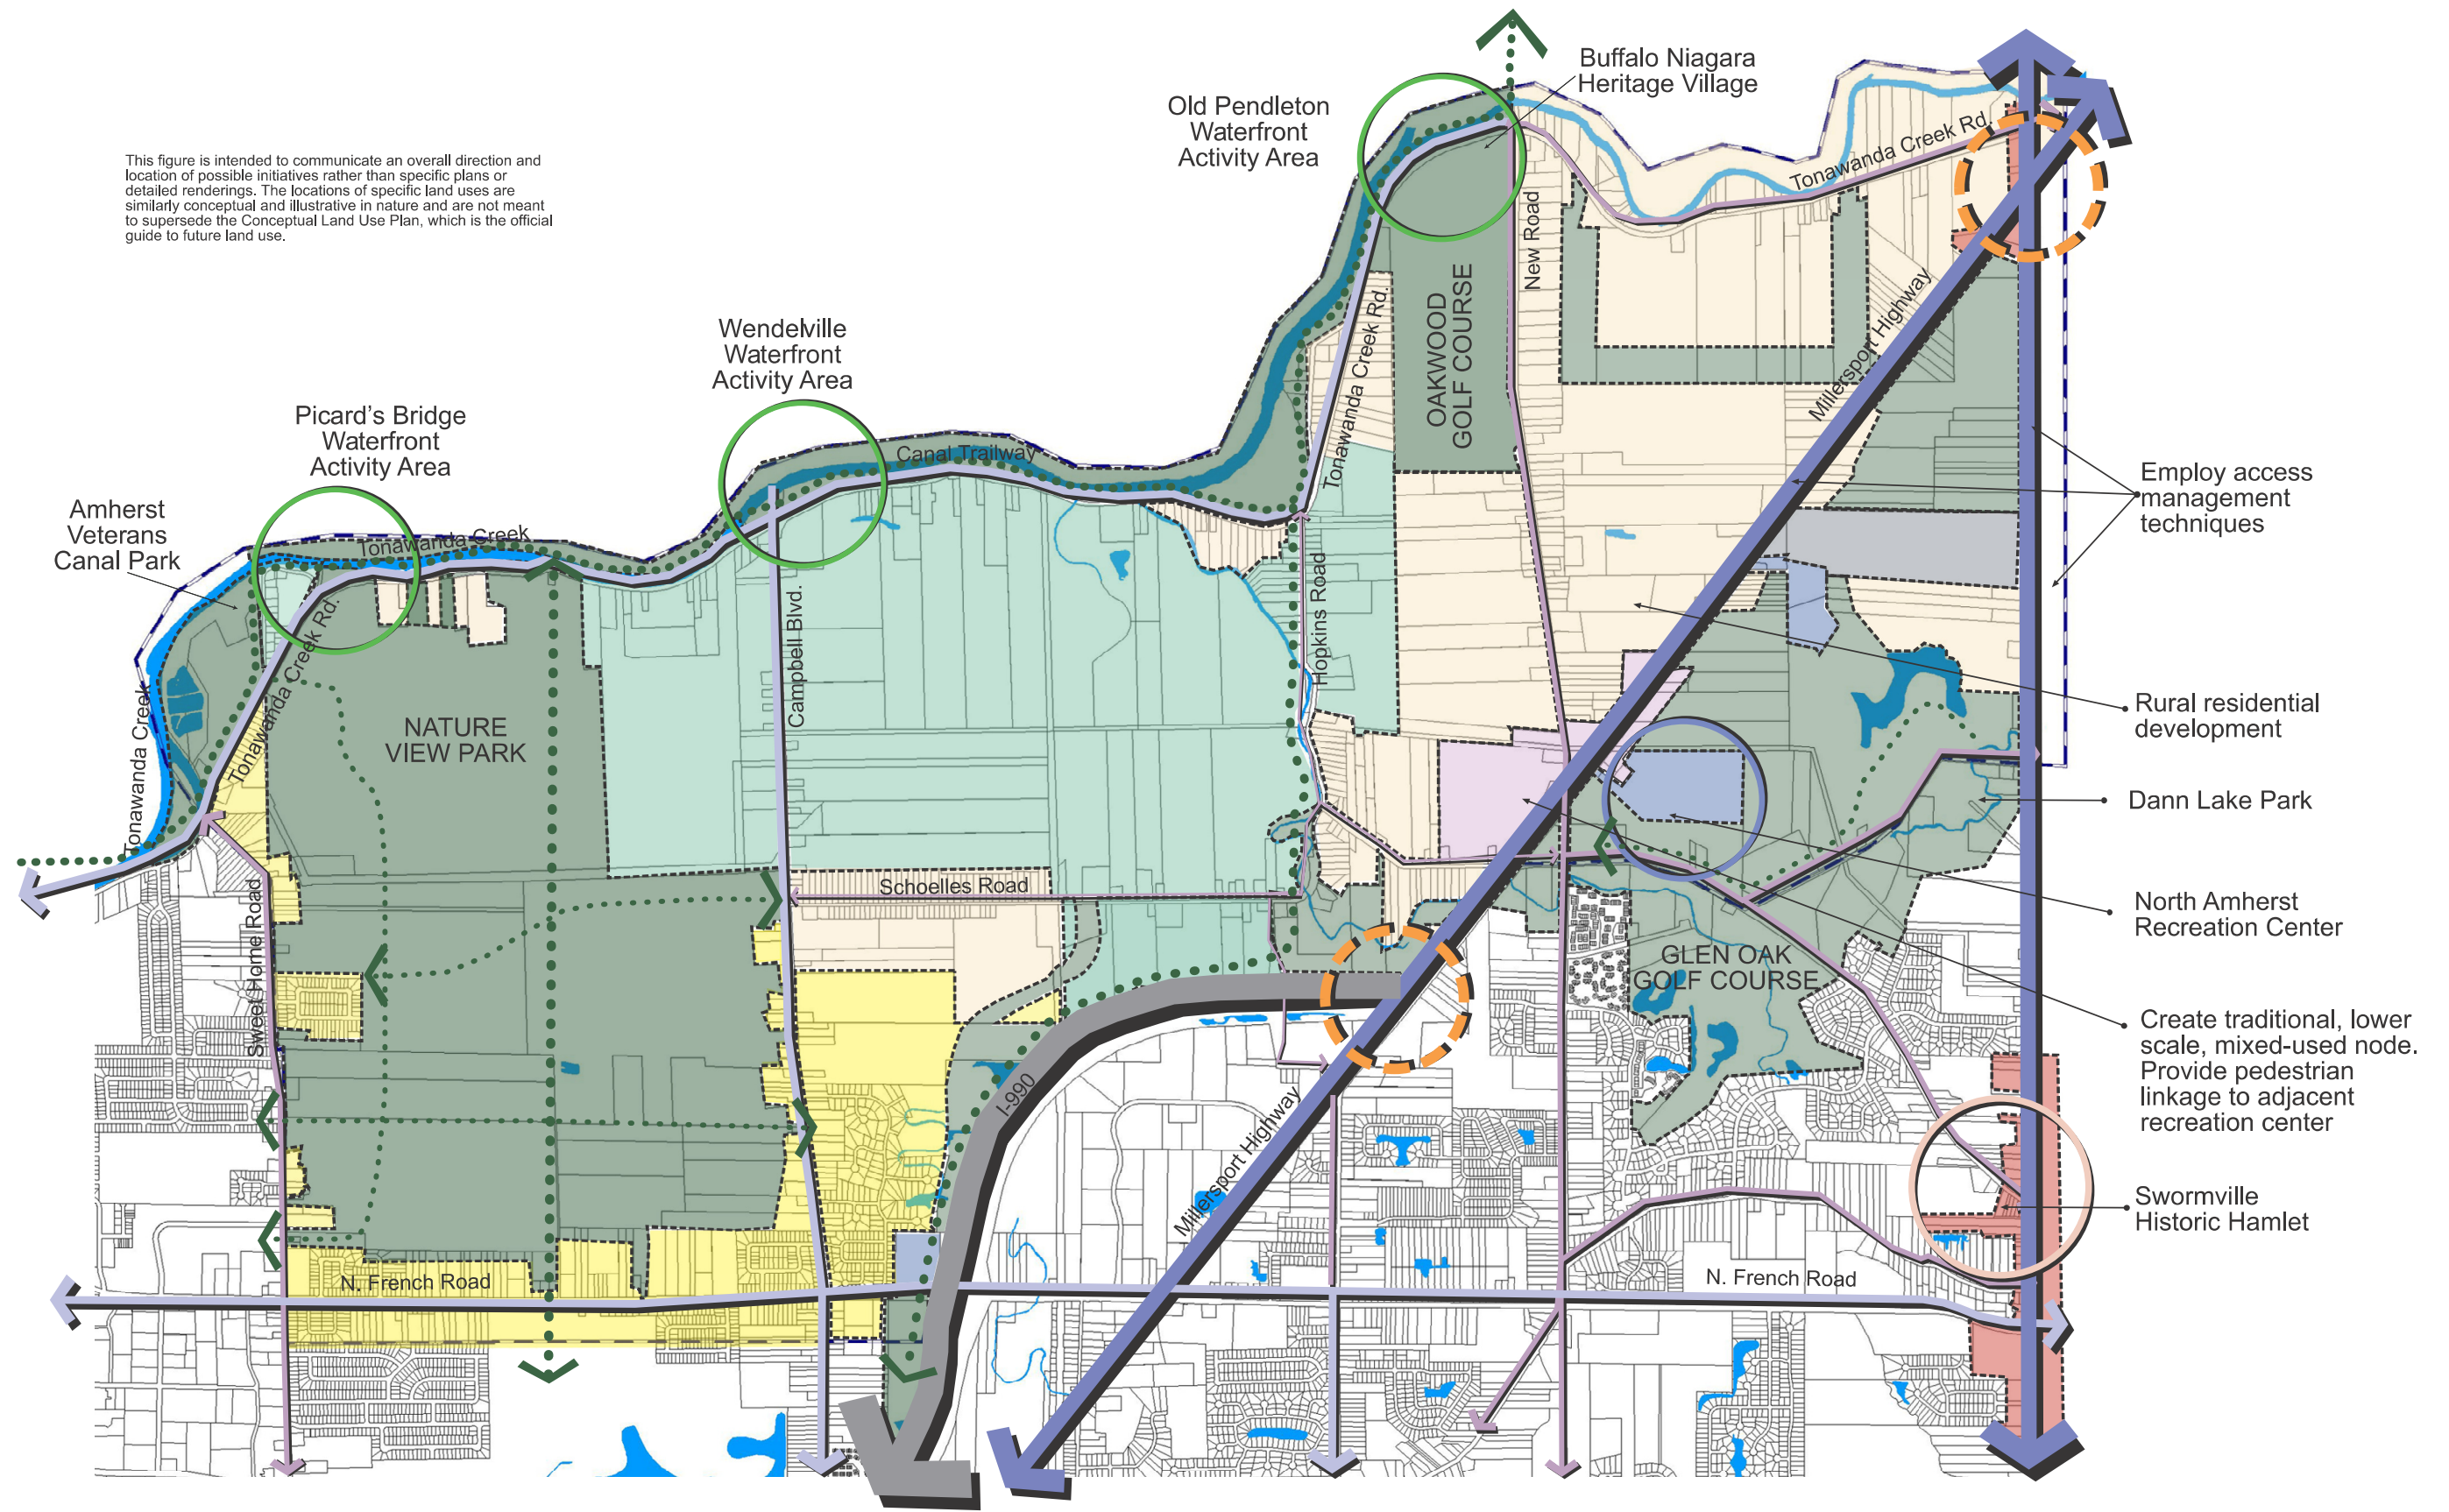 Buffalo Niagara
Heritage Village
Old Pendleton
Waterfront
Activity Area
This figure is intended to communicate an overall direction and
location of possible initiatives rather than specific plans or
detailed renderings. The locations of specific land uses are
similarly conceptual and illustrative in nature and are not meant
to supersede the Conceptual Land Use Plan, which is the official
guide to future land use.
Tonawanda Creek Rd.
New Road
OAKWOOD
GOLF COURSE
Millersport Highway
Tonawanda Creek Rd.
Wendelville
Waterfront
Activity Area
Canal Trailway
Picard's Bridge
Waterfront
Activity Area
Employ access
management
techniques
Amherst
Veterans
Canal Park
Tonawanda Creek
Tonawanda Creek Rd.
Campbell Blvd.
Hopkins Road
Tonawanda Creek
NATURE
VIEW PARK
Rural residential
development
Dann Lake Park
Schoelles Road
Sweet Home Road
North Amherst
Recreation Center
GLEN OAK
GOLF COURSE
Create traditional, lower
scale, mixed-used node.
Provide pedestrian
linkage to adjacent
recreation center
I-990
Millersport Highway
Swormville
Historic Hamlet
N. French Road
N. French Road